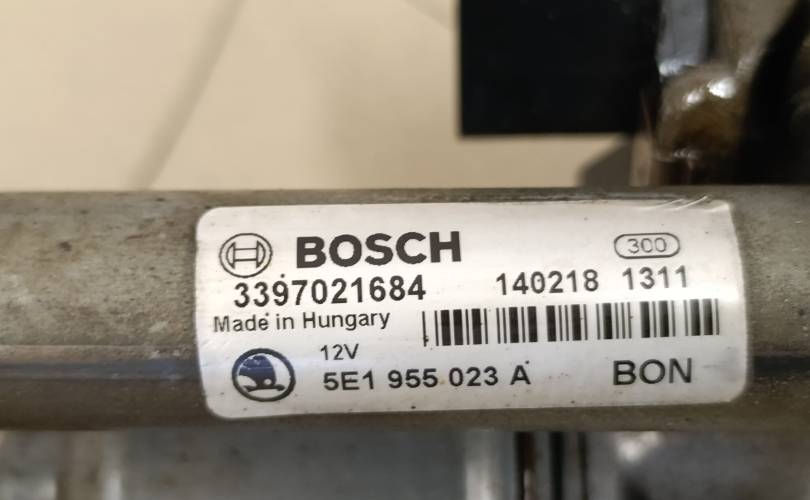 BOSCH 300
3397021684 140218 1311
Made in Hungary
12V
5E1 955 023 A BON